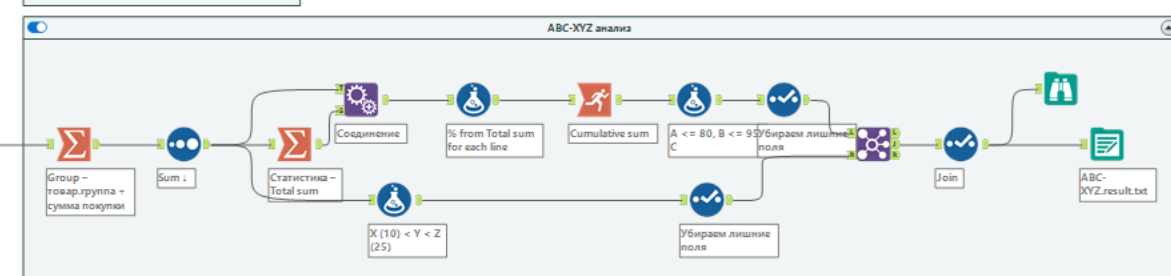 ABC-XYZ анализ
Соединение
% from Total sum
for each line
Cumulative sum
A <= 80, B <= 95
C
Убираем лишние
поля
Group –
товар.группа +
сумма покупки
Sum ↓
Статистика –
Total sum
Join
ABC-
XYZ.result.txt
X (10) < Y < Z
(25)
Убираем лишние
поля